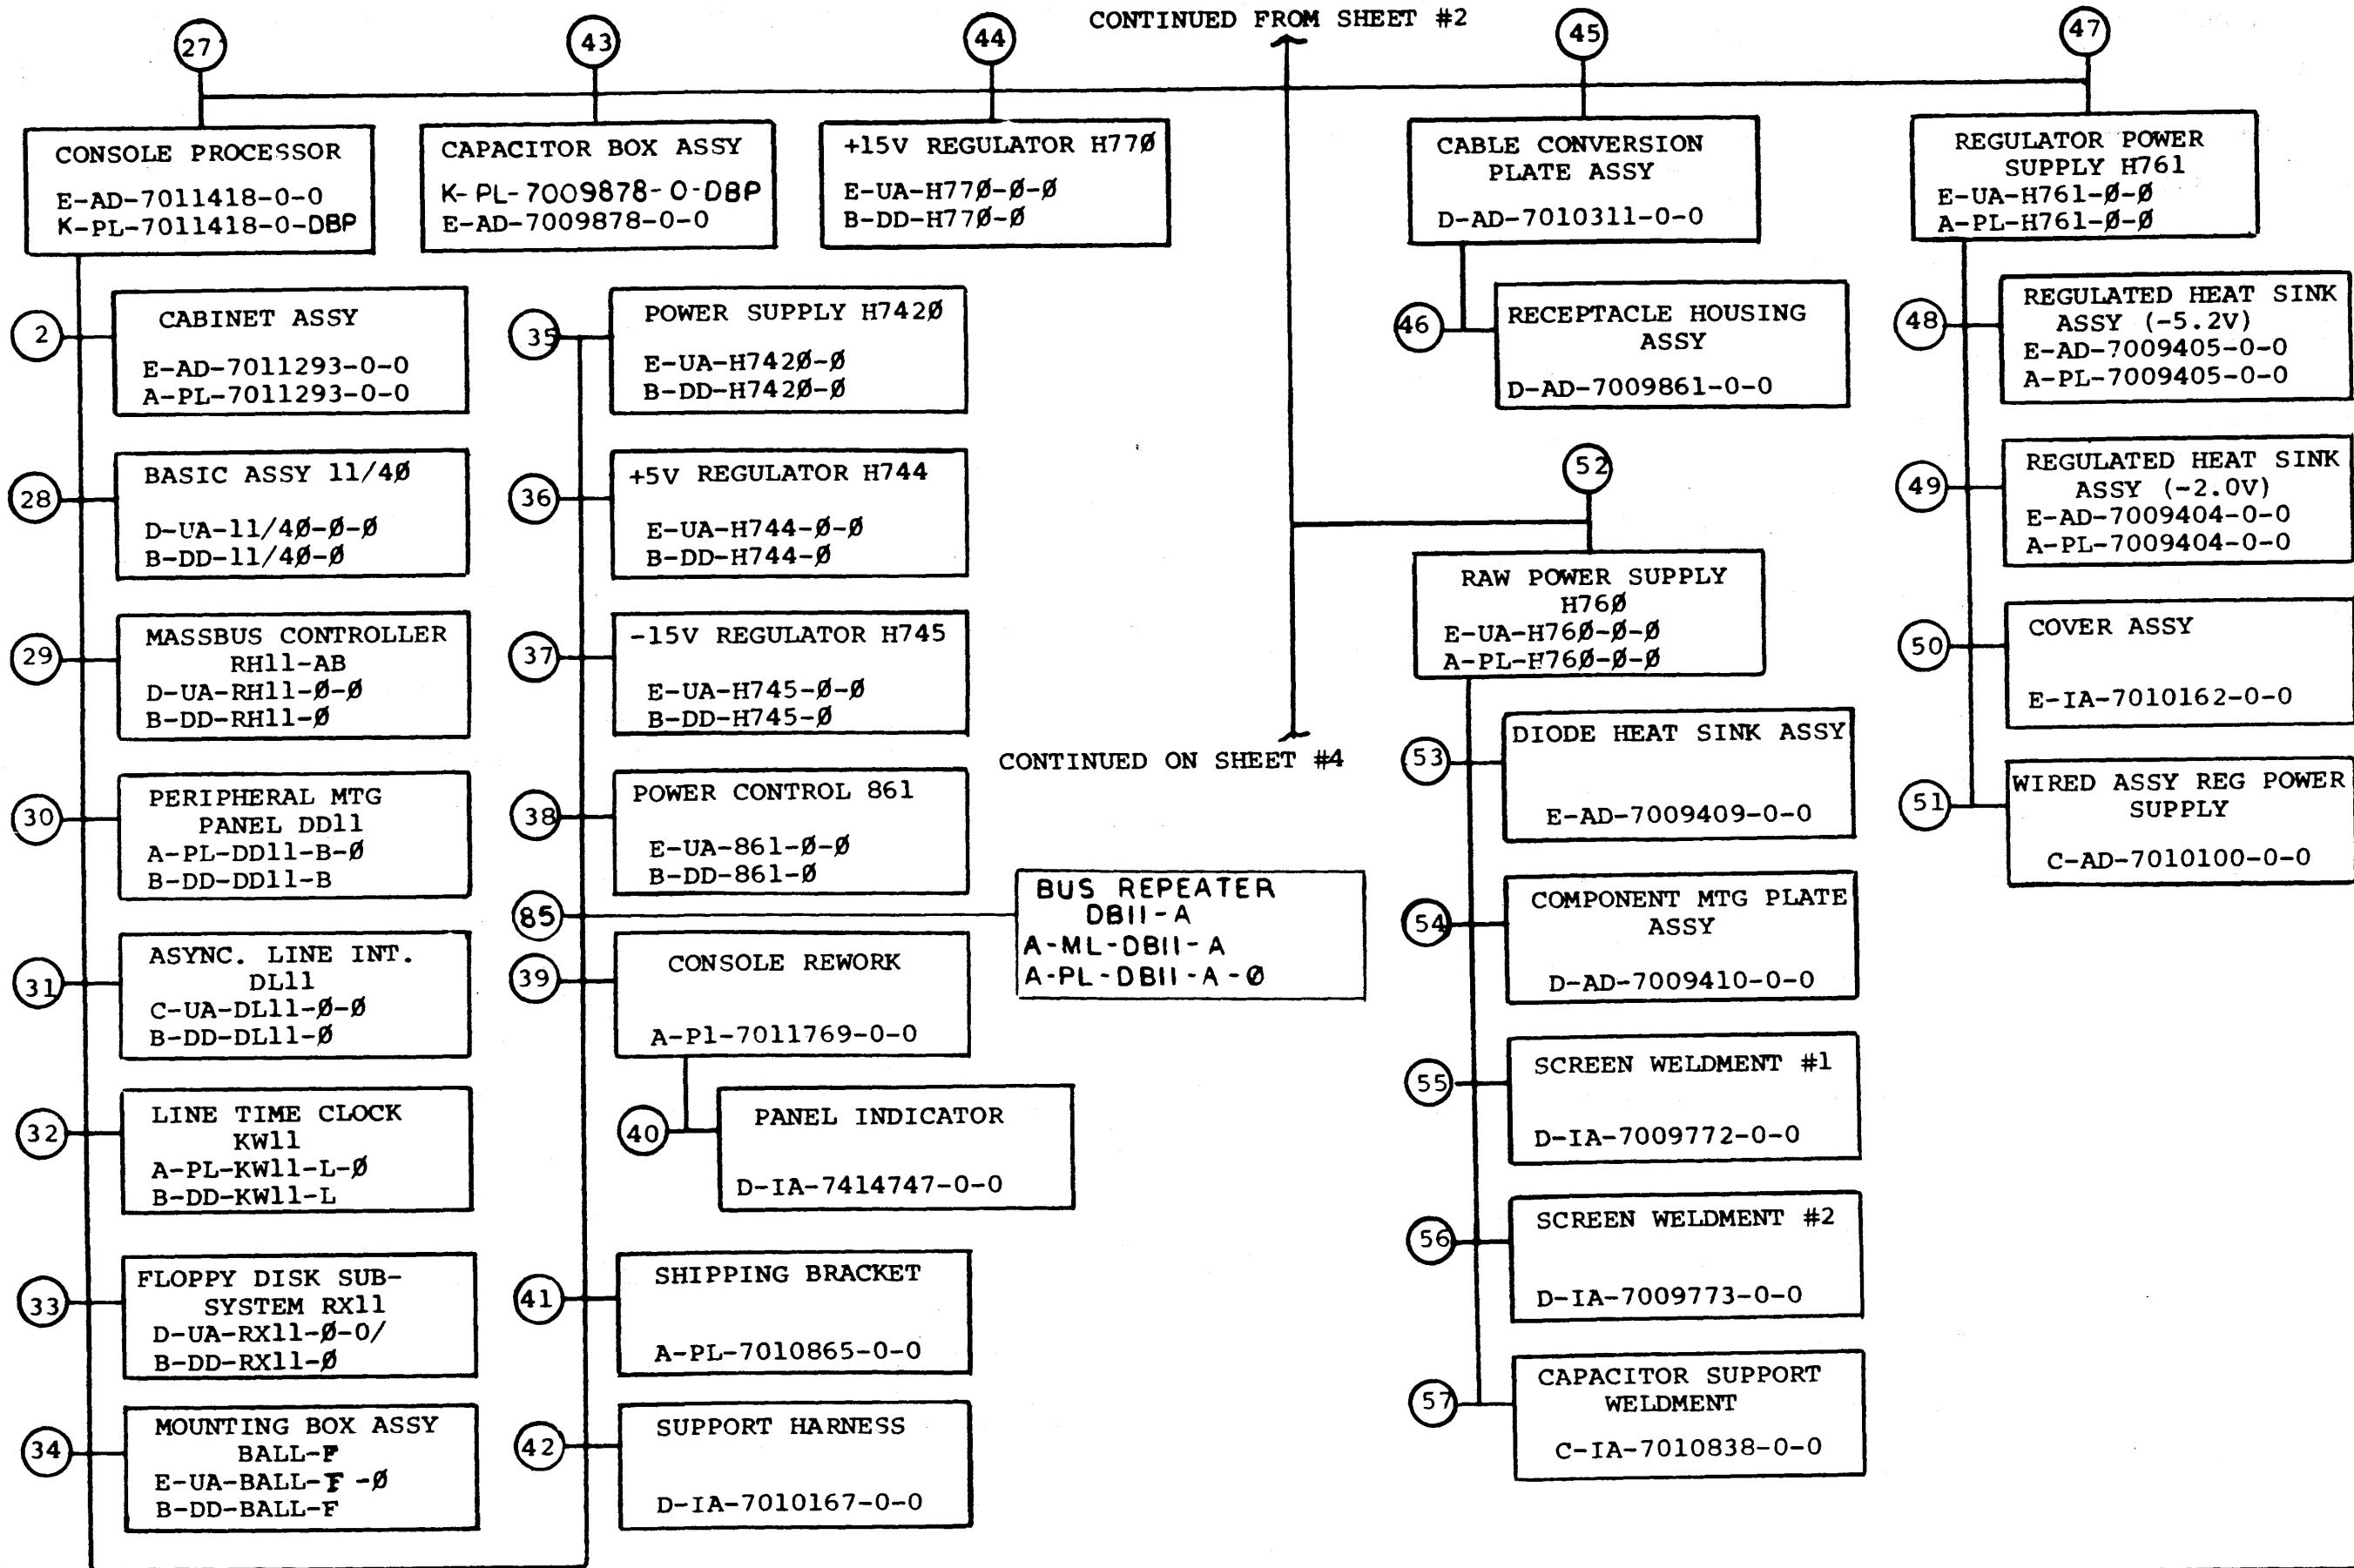 CONTINUED FROM SHEET #2
27
CONSOLE PROCESSOR
E-AD-7011418-0-0
K-PL-7011418-0-DBP
43
CAPACITOR BOX ASSY
K-PL-7009878-0-DBP
E-AD-7009878-0-0
44
+15V REGULATOR H77Ø
E-UA-H77Ø-Ø-Ø
B-DD-H77Ø-Ø
45
CABLE CONVERSION
PLATE ASSY
D-AD-7010311-0-0
47
REGULATOR POWER
SUPPLY H761
E-UA-H761-Ø-Ø
A-PL-H761-Ø-Ø
2
CABINET ASSY
E-AD-7011293-0-0
A-PL-7011293-0-0
28
BASIC ASSY 11/4Ø
D-UA-11/4Ø-Ø-Ø
B-DD-11/4Ø-Ø
29
MASSBUS CONTROLLER
RH11-AB
D-UA-RH11-Ø-Ø
B-DD-RH11-Ø
30
PERIPHERAL MTG
PANEL DD11
A-PL-DD11-B-Ø
B-DD-DD11-B
31
ASYNC. LINE INT.
DL11
C-UA-DL11-Ø-Ø
B-DD-DL11-Ø
32
LINE TIME CLOCK
KW11
A-PL-KW11-L-Ø
B-DD-KW11-L
33
FLOPPY DISK SUB-
SYSTEM RX11
D-UA-RX11-Ø-0/
B-DD-RX11-Ø
34
MOUNTING BOX ASSY
BALL-F
E-UA-BALL-F -Ø
B-DD-BALL-F
35
POWER SUPPLY H742Ø
E-UA-H742Ø-Ø
B-DD-H742Ø-Ø
36
+5V REGULATOR H744
E-UA-H744-Ø-Ø
B-DD-H744-Ø
37
-15V REGULATOR H745
E-UA-H745-Ø-Ø
B-DD-H745-Ø
38
POWER CONTROL 861
E-UA-861-Ø-Ø
B-DD-861-Ø
85
BUS REPEATER
DB11-A
A-ML-DB11-A
A-PL-DB11-A-Ø
39
CONSOLE REWORK
A-Pl-7011769-0-0
40
PANEL INDICATOR
D-IA-7414747-0-0
41
SHIPPING BRACKET
A-PL-7010865-0-0
42
SUPPORT HARNESS
D-IA-7010167-0-0
46
RECEPTACLE HOUSING
ASSY
D-AD-7009861-0-0
52
RAW POWER SUPPLY
H76Ø
E-UA-H76Ø-Ø-Ø
A-PL-H76Ø-Ø-Ø
CONTINUED ON SHEET #4
53
DIODE HEAT SINK ASSY
E-AD-7009409-0-0
54
COMPONENT MTG PLATE
ASSY
D-AD-7009410-0-0
55
SCREEN WELDMENT #1
D-IA-7009772-0-0
56
SCREEN WELDMENT #2
D-IA-7009773-0-0
57
CAPACITOR SUPPORT
WELDMENT
C-IA-7010838-0-0
48
REGULATED HEAT SINK
ASSY (-5.2V)
E-AD-7009405-0-0
A-PL-7009405-0-0
49
REGULATED HEAT SINK
ASSY (-2.0V)
E-AD-7009404-0-0
A-PL-7009404-0-0
50
COVER ASSY
E-IA-7010162-0-0
51
WIRED ASSY REG POWER
SUPPLY
C-AD-7010100-0-0